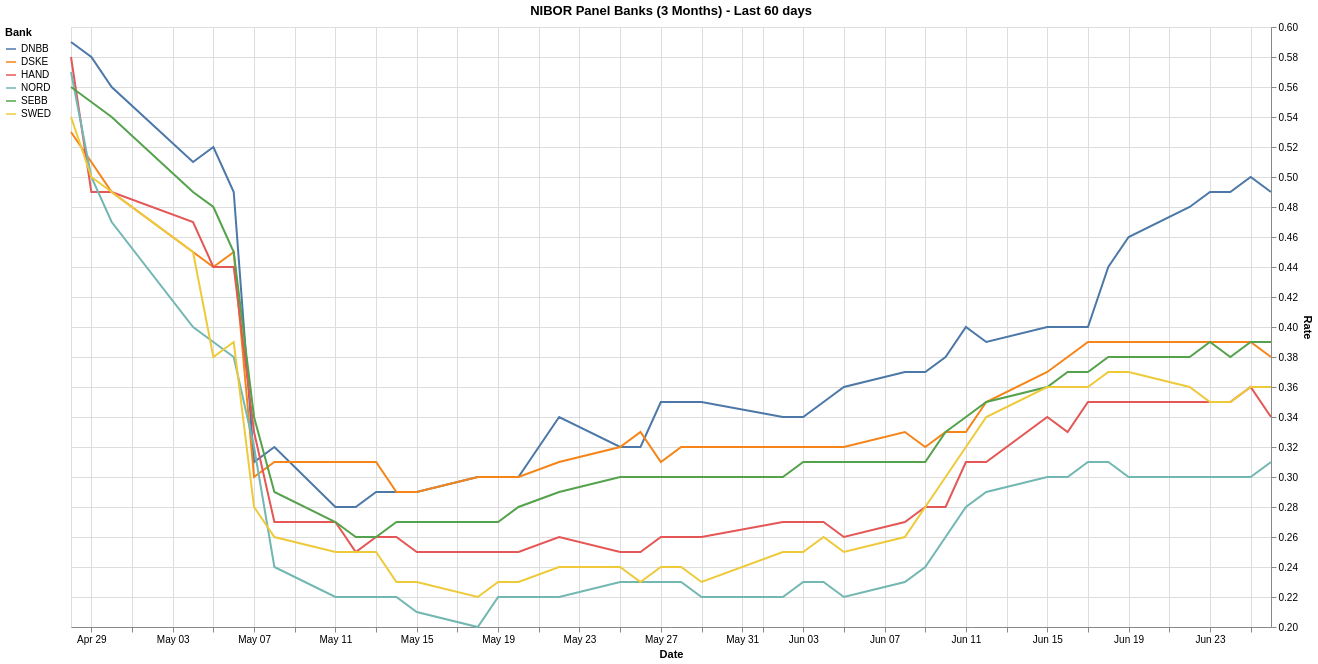 NIBOR Panel Banks (3 Months) - Last 60 days
Bank
DNBB
DSKE
HAND
NORD
SEBB
SWED
0.60
0.58
0.56
0.54
0.52
0.50
0.48
0.46
0.44
0.42
0.40
0.38
0.36
0.34
0.32
0.30
0.28
0.26
0.24
0.22
0.20
Rate
Apr 29 May 03 May 07 May 11 May 15 May 19 May 23 May 27 May 31 Jun 03 Jun 07 Jun 11 Jun 15 Jun 19 Jun 23
Date